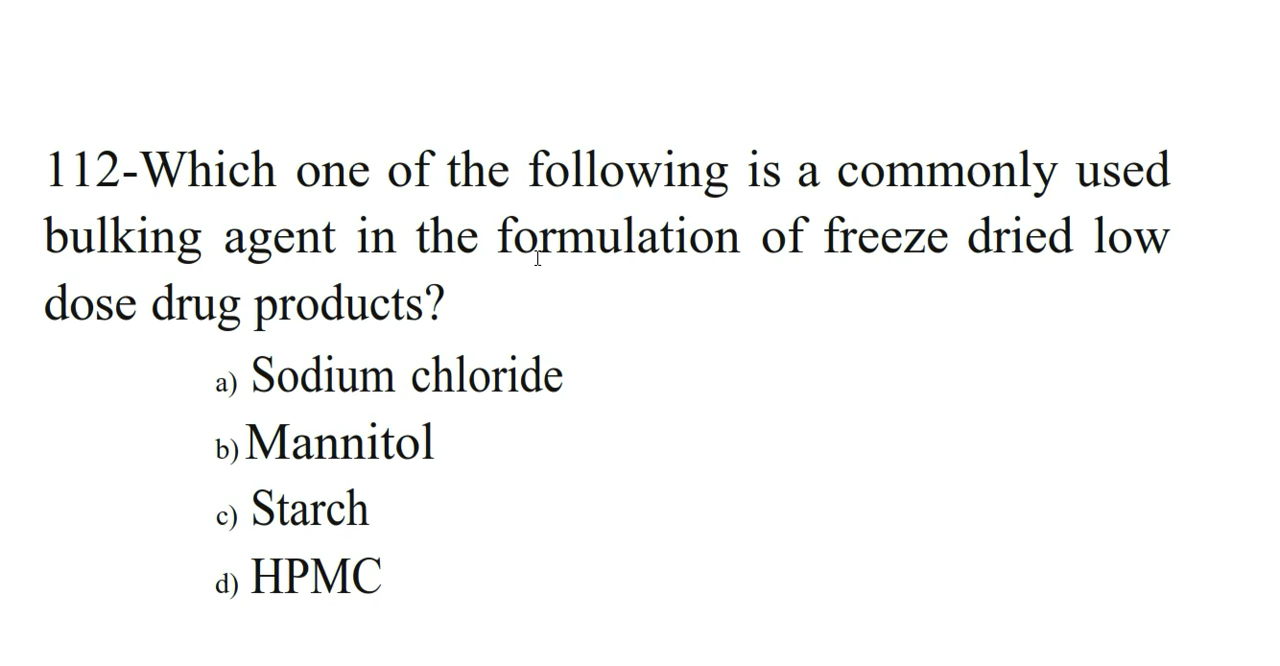 112-Which one of the following is a commonly used
bulking agent in the formulation of freeze dried low
dose drug products?
a) Sodium chloride
b) Mannitol
c) Starch
d) HPMC